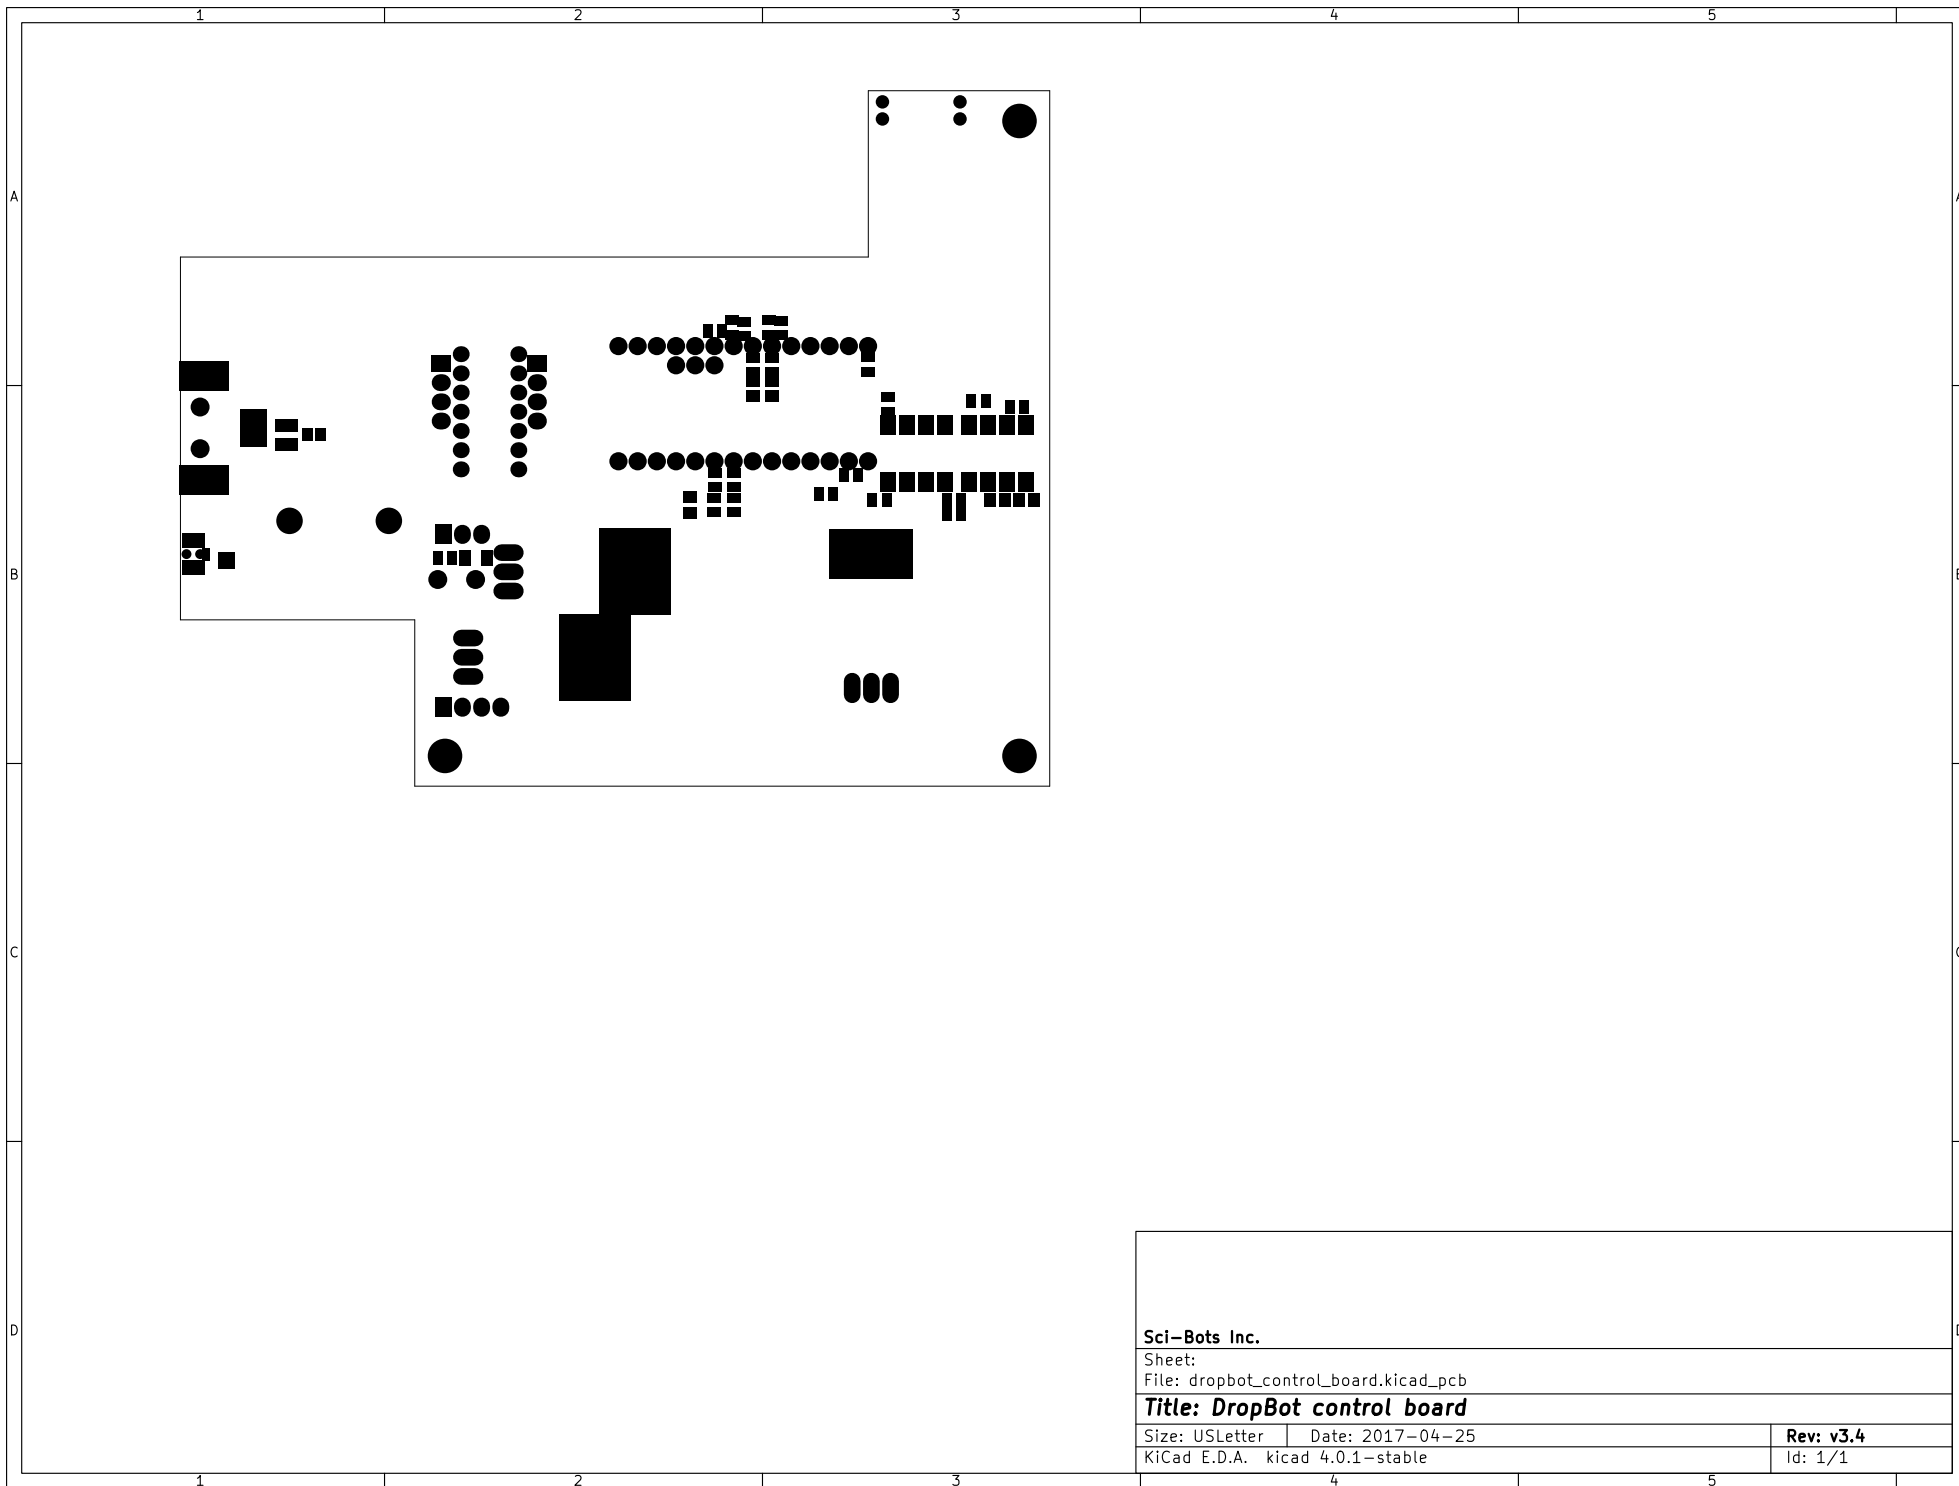 1 2 3 4 5
A A
B B
C C
D D
Sci-Bots Inc.
Sheet:
File: dropbot_control_board.kicad_pcb
Title: DropBot control board
Size: USLetter Date: 2017-04-25 Rev: v3.4
KiCad E.D.A. kicad 4.0.1-stable Id: 1/1
1 2 3 4 5